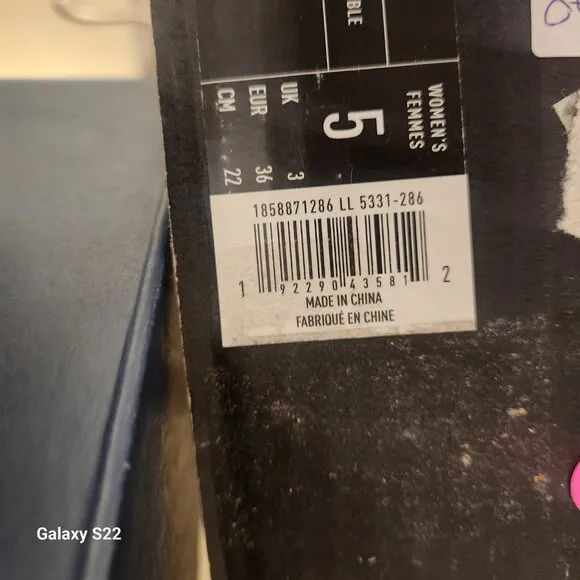 BLE
WOMEN'S
FEMMES
5
UK 3
EUR 36
CM 22
1858871286 LL 5331-286
1 92290 43581 2
MADE IN CHINA
FABRIQUÉ EN CHINE
Galaxy S22